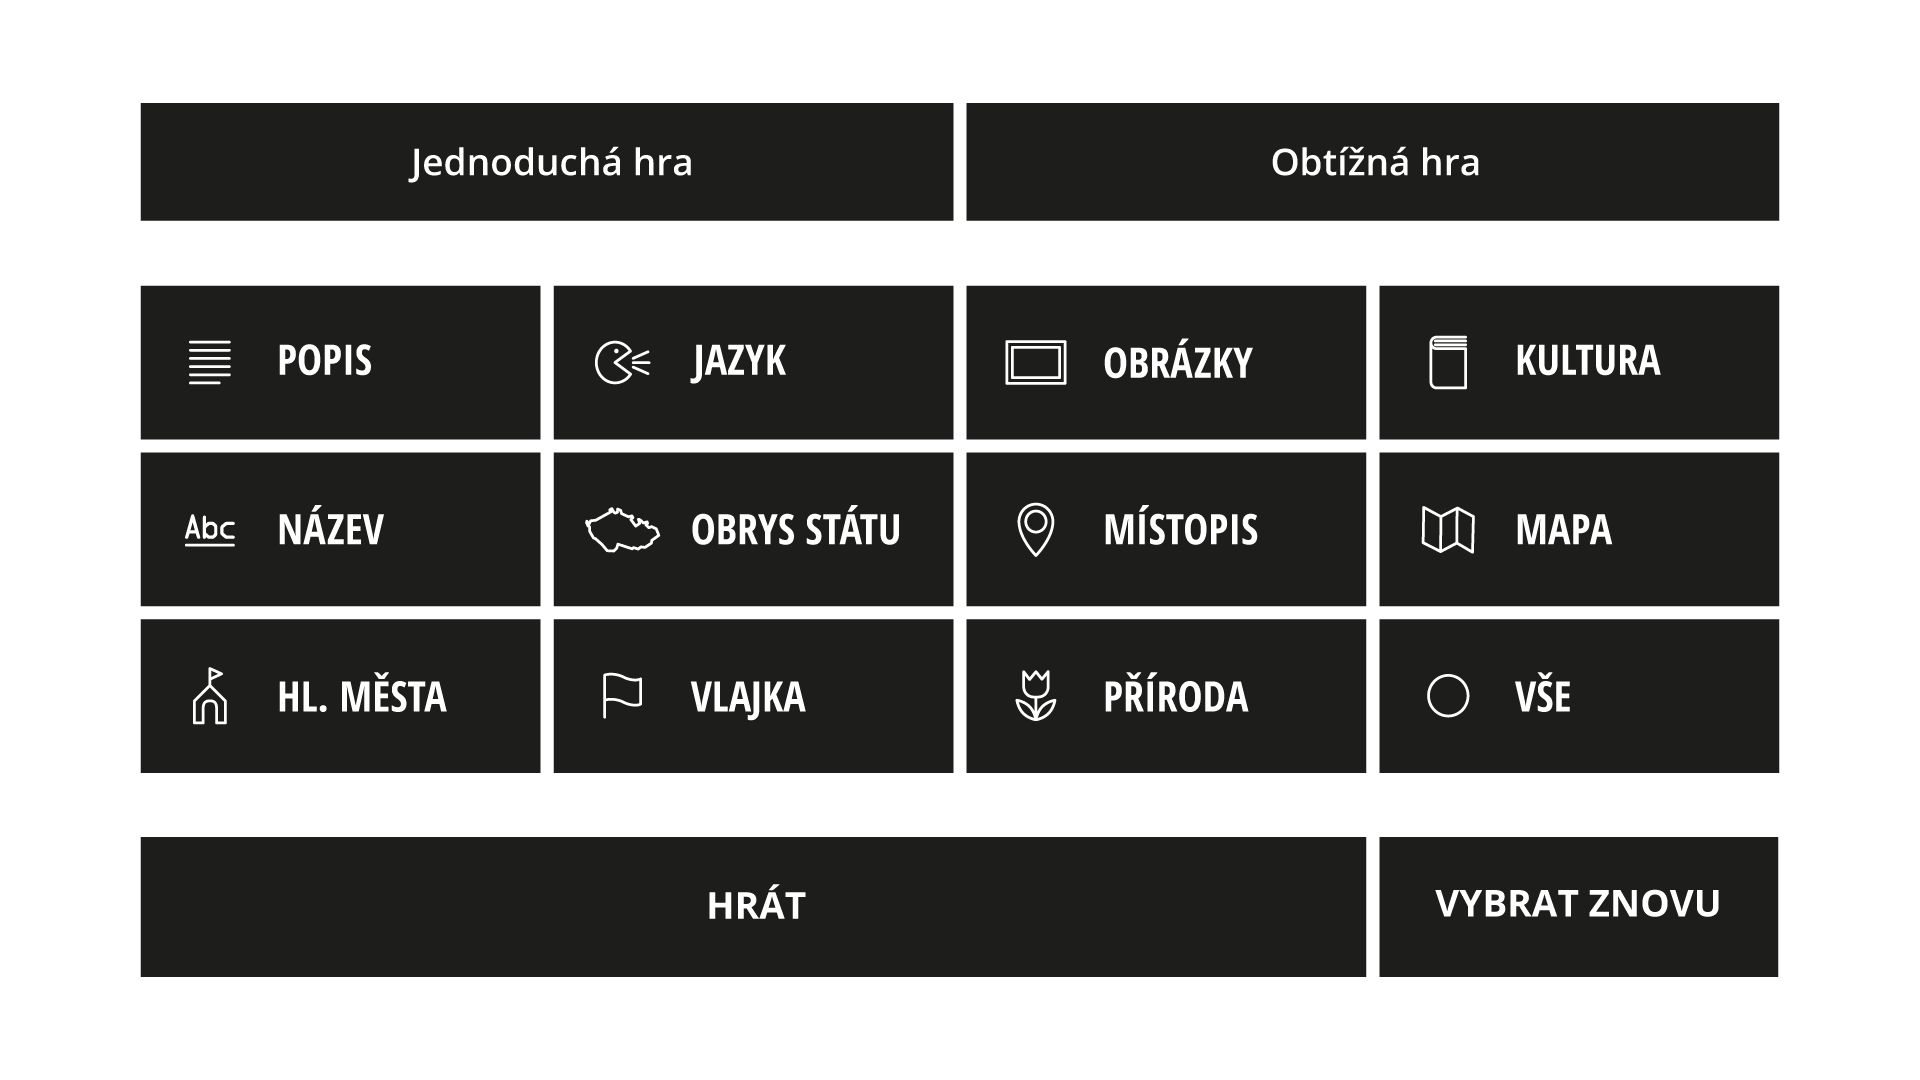 Jednoduchá hra
Obtížná hra
POPIS
JAZYK
OBRÁZKY
KULTURA
Abc
NÁZEV
OBRYS STÁTU
MÍSTOPIS
MAPA
HL. MĚSTA
VLAJKA
PŘÍRODA
VŠE
HRÁT
VYBRAT ZNOVU